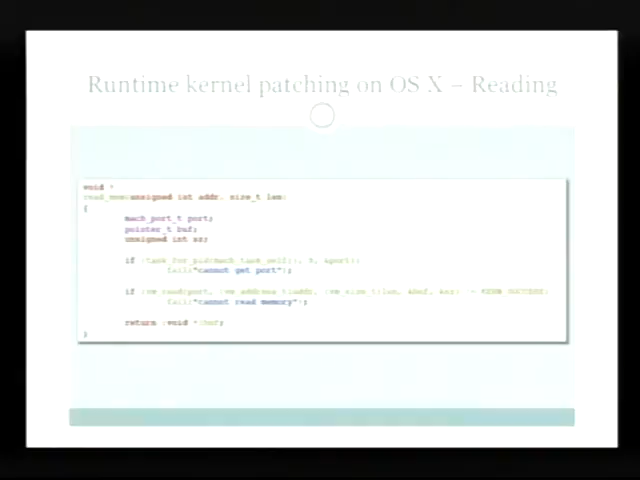 Runtime kernel patching on OS X – Reading
void *
read_mem(unsigned int addr, size_t len)
{
mach_port_t port;
pointer_t buf;
unsigned int sz;
if (task_for_pid(mach_task_self(), 0, &port))
fail("cannot get port");
if (vm_read(port, (vm_address_t)addr, (vm_size_t)len, &buf, &sz) != KERN_SUCCESS)
fail("cannot read memory");
return (void *)buf;
}